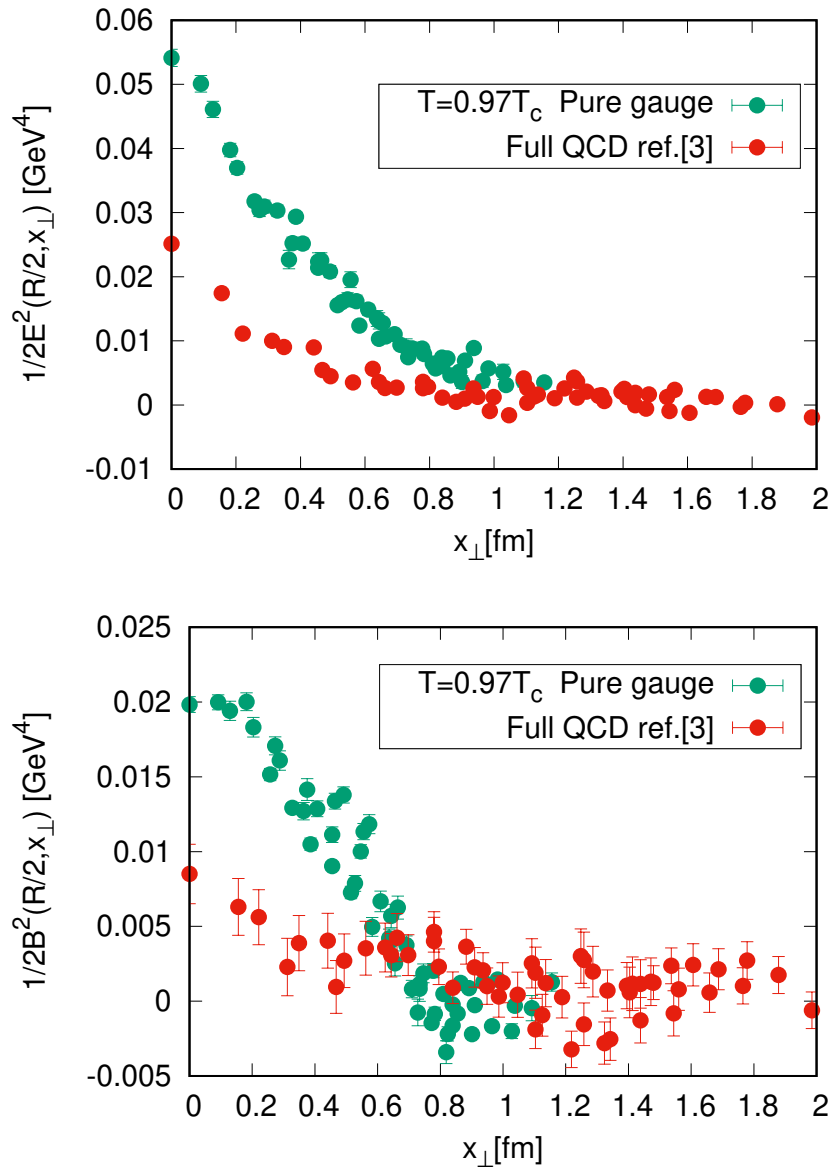 0.06
0.05
0.04
0.03
0.02
0.01
0
-0.01
1/2E²(R/2,x⊥) [GeV⁴]
T=0.97T_c Pure gauge
Full QCD ref.[3]
0 0.2 0.4 0.6 0.8 1 1.2 1.4 1.6 1.8 2
x⊥[fm]
0.025
0.02
0.015
0.01
0.005
0
-0.005
1/2B²(R/2,x⊥) [GeV⁴]
T=0.97T_c Pure gauge
Full QCD ref.[3]
0 0.2 0.4 0.6 0.8 1 1.2 1.4 1.6 1.8 2
x⊥[fm]